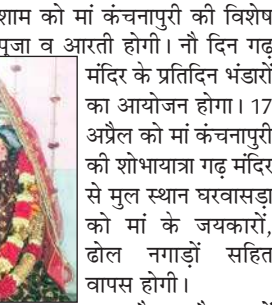 शाम को मां कंचनापुरी की विशेष
पूजा व आरती होगी। नौ दिन गढ़
मंदिर के प्रतिदिन भंडारों
का आयोजन होगा। 17
अप्रैल को मां कंचनापुरी
की शोभायात्रा गढ़ मंदिर
से मुल स्थान घरवासड़ा
को मां के जयकारों,
ढोल नगाड़ों सहित
वापस होगी।